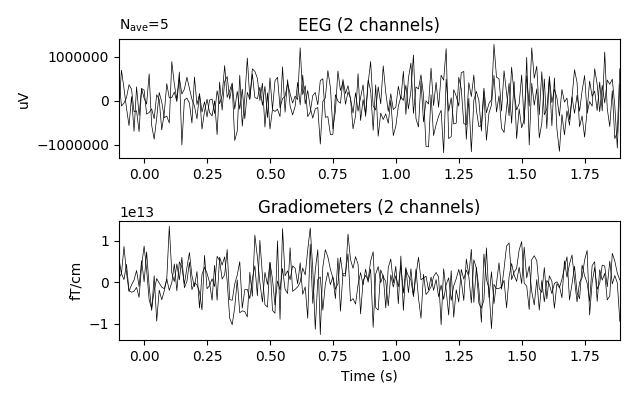 N_ave=5
EEG (2 channels)
1000000
0
−1000000
uV
0.00 0.25 0.50 0.75 1.00 1.25 1.50 1.75
1e13
Gradiometers (2 channels)
1
0
−1
fT/cm
0.00 0.25 0.50 0.75 1.00 1.25 1.50 1.75
Time (s)